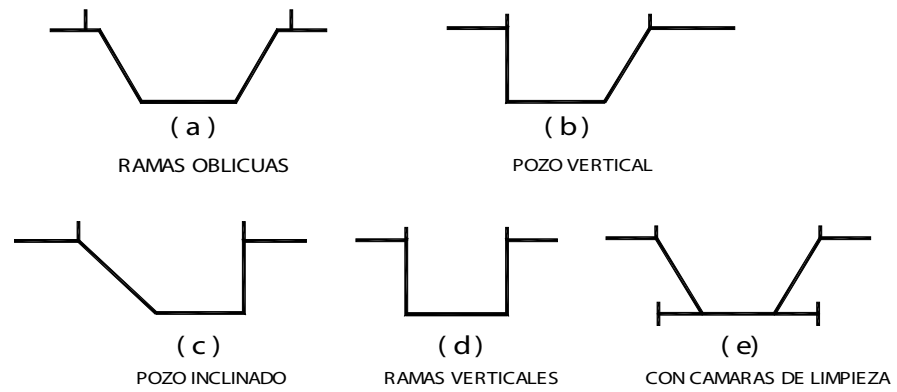 (a)
RAMAS OBLICUAS
(b)
POZO VERTICAL
(c)
POZO INCLINADO
(d)
RAMAS VERTICALES
(e)
CON CAMARAS DE LIMPIEZA